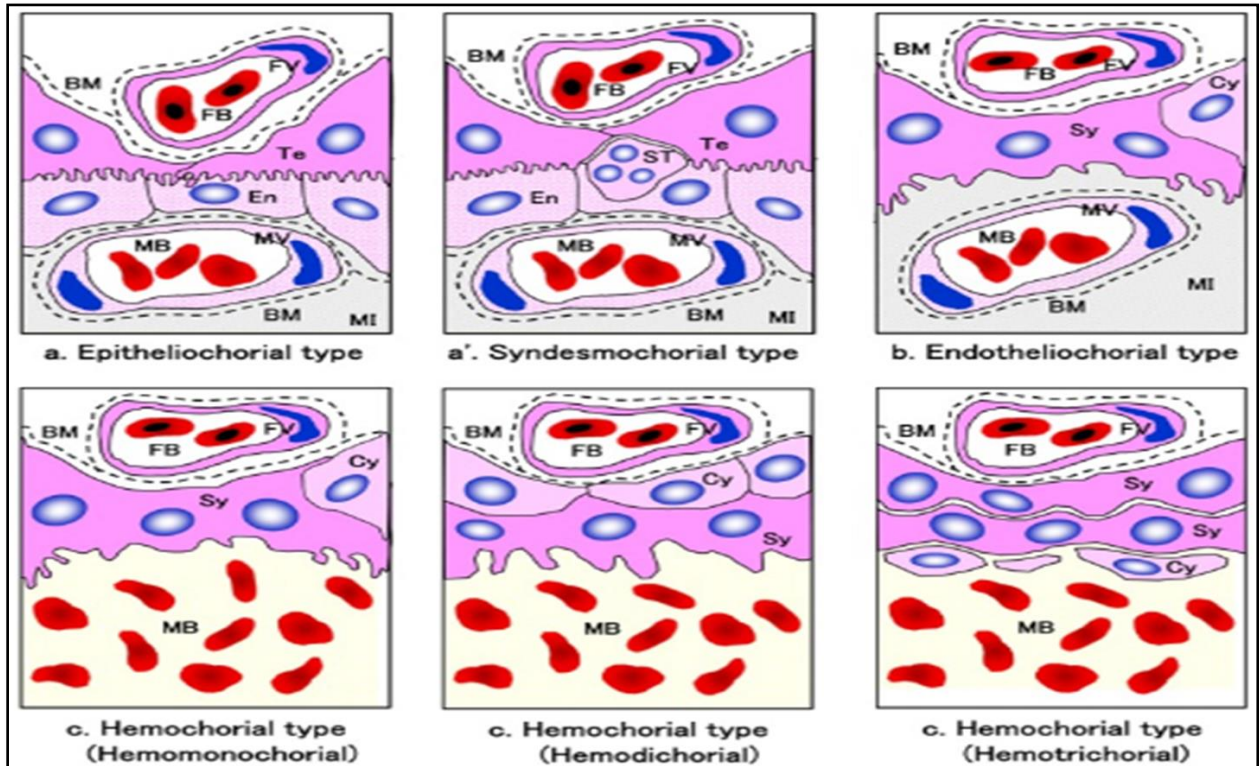 BM
FV
FB
Te
En
MB
MV
BM
MI
a. Epitheliochorial type
BM
FV
FB
ST
Te
En
MB
MV
BM
MI
a'. Syndesmochorial type
BM
FB
FV
Cy
Sy
MV
MB
MI
BM
b. Endotheliochorial type
BM
FV
FB
Cy
Sy
MB
c. Hemochorial type
(Hemomonochorial)
BM
FV
FB
Cy
Sy
MB
c. Hemochorial type
(Hemodichorial)
BM
FV
FB
Sy
Sy
Cy
MB
c. Hemochorial type
(Hemotrichorial)